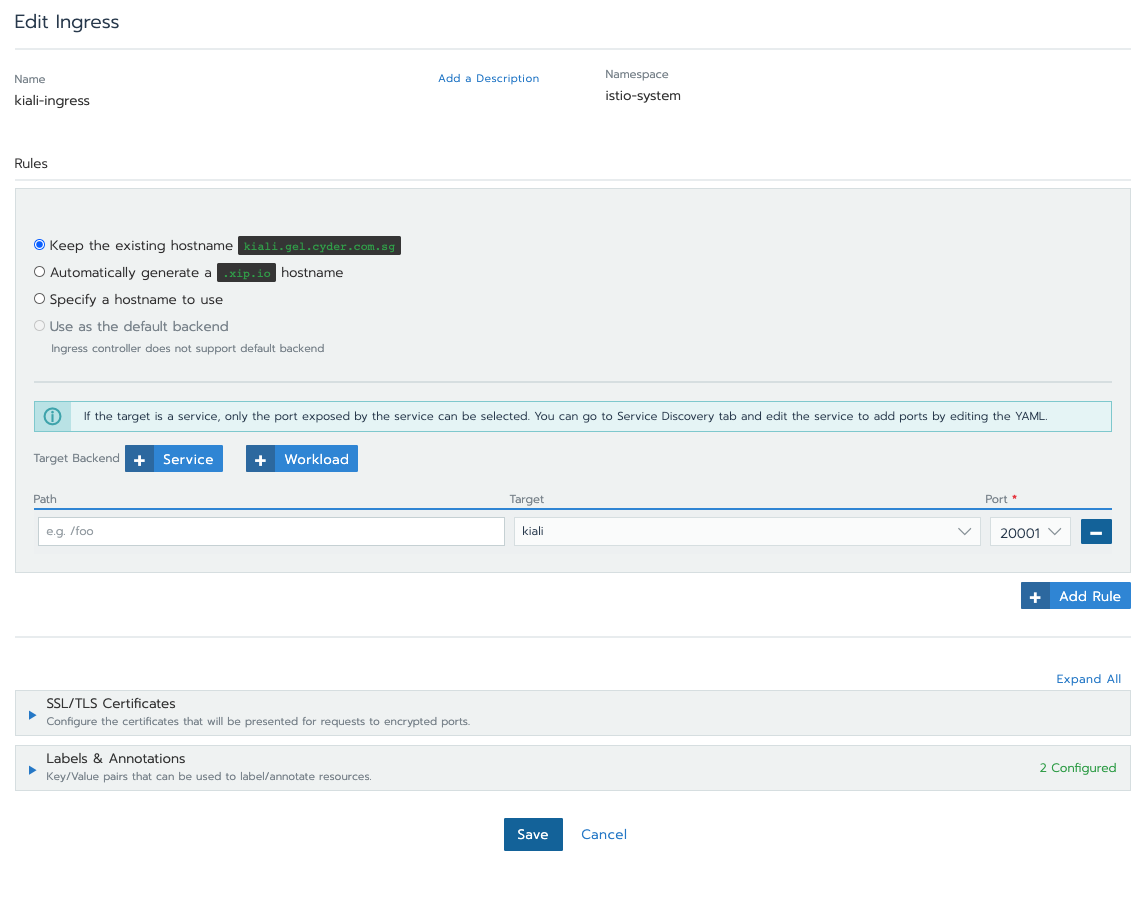 Edit Ingress
Name
Add a Description
Namespace
kiali-ingress
istio-system
Rules
Keep the existing hostname kiali.gel.cyder.com.sg
Automatically generate a .xip.io hostname
Specify a hostname to use
Use as the default backend
Ingress controller does not support default backend
If the target is a service, only the port exposed by the service can be selected. You can go to Service Discovery tab and edit the service to add ports by editing the YAML.
Target Backend + Service + Workload
Path Target Port *
e.g. /foo kiali 20001
+ Add Rule
Expand All
SSL/TLS Certificates
Configure the certificates that will be presented for requests to encrypted ports.
Labels & Annotations
Key/Value pairs that can be used to label/annotate resources.
2 Configured
Save Cancel